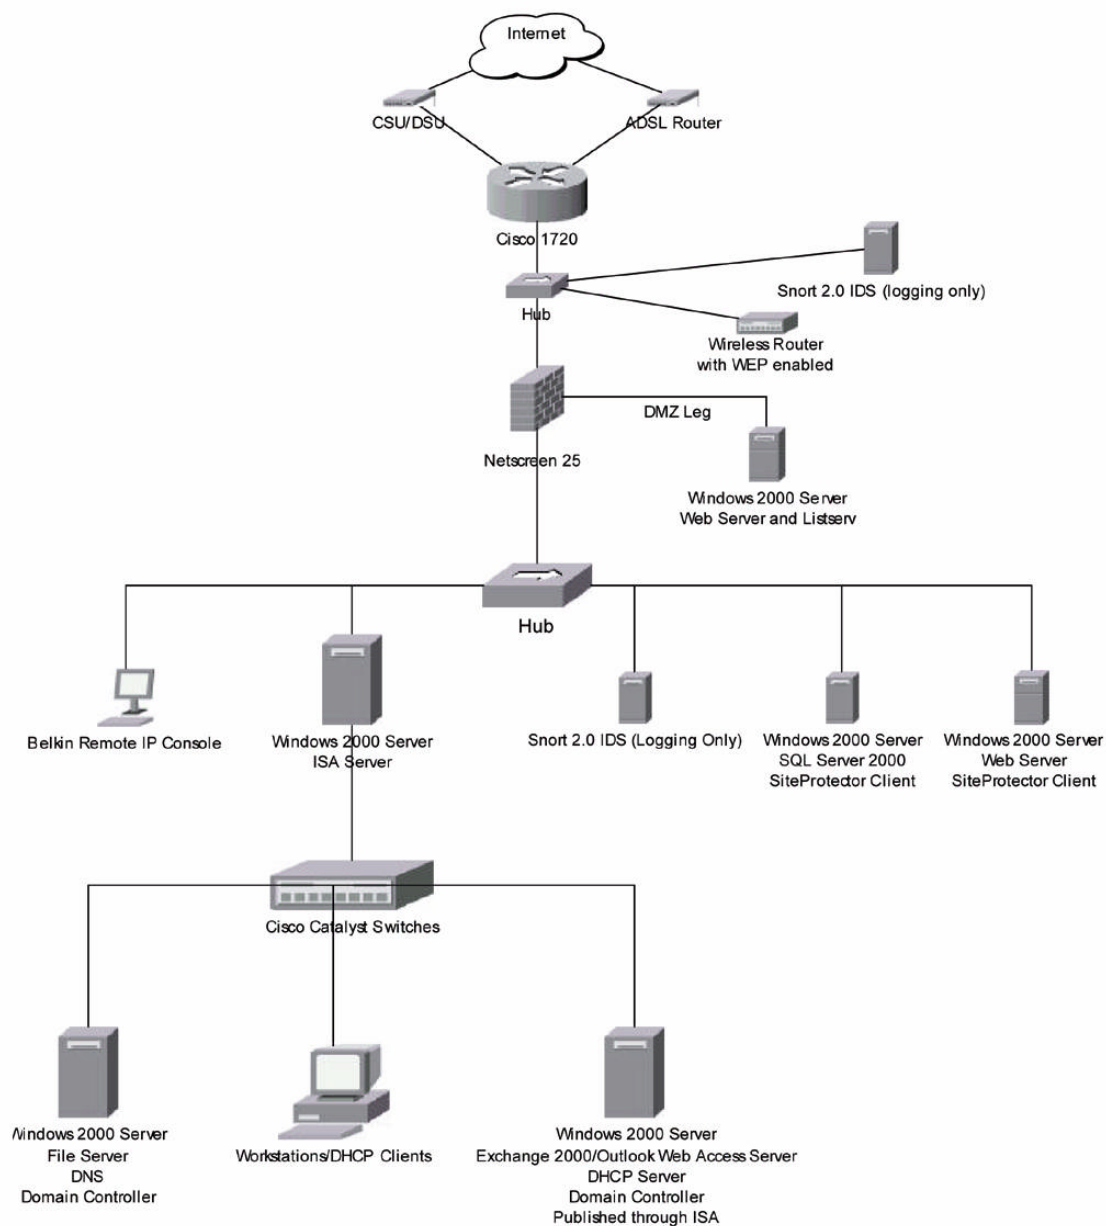 Internet
CSU/DSU
ADSL Router
Cisco 1720
Snort 2.0 IDS (logging only)
Hub
Wireless Router
with WEP enabled
DMZ Leg
Netscreen 25
Windows 2000 Server
Web Server and Listserv
Hub
Belkin Remote IP Console
Windows 2000 Server
ISA Server
Snort 2.0 IDS (Logging Only)
Windows 2000 Server
SQL Server 2000
SiteProtector Client
Windows 2000 Server
Web Server
SiteProtector Client
Cisco Catalyst Switches
Windows 2000 Server
File Server
DNS
Domain Controller
Workstations/DHCP Clients
Windows 2000 Server
Exchange 2000/Outlook Web Access Server
DHCP Server
Domain Controller
Published through ISA